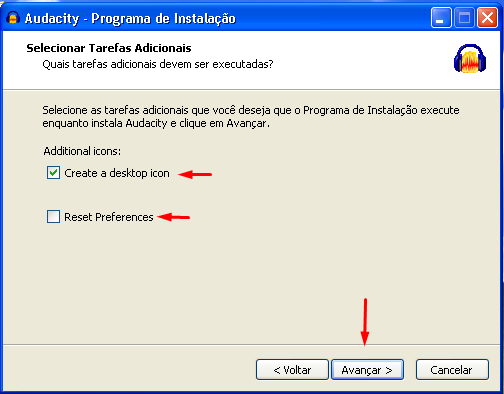 Audacity - Programa de Instalação
Selecionar Tarefas Adicionais
Quais tarefas adicionais devem ser executadas?
Selecione as tarefas adicionais que você deseja que o Programa de Instalação execute
enquanto instala Audacity e clique em Avançar.
Additional icons:
Create a desktop icon
Reset Preferences
< Voltar
Avançar >
Cancelar